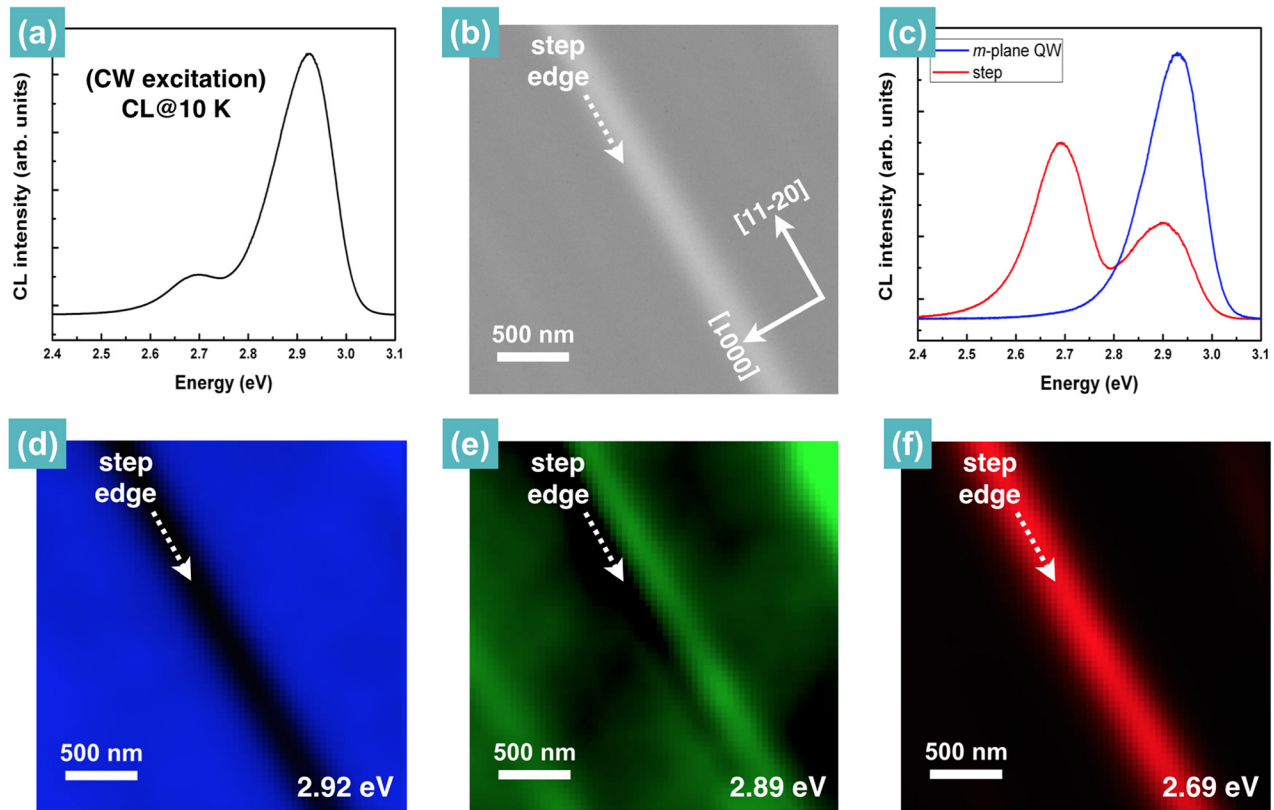 (a)
(CW excitation)
CL@10 K
CL intensity (arb. units)
2.4 2.5 2.6 2.7 2.8 2.9 3.0 3.1
Energy (eV)
(b)
step
edge
[11-20]
[0001]
500 nm
(c)
m-plane QW
step
CL intensity (arb. units)
2.4 2.5 2.6 2.7 2.8 2.9 3.0 3.1
Energy (eV)
(d)
step
edge
500 nm
2.92 eV
(e)
step
edge
500 nm
2.89 eV
(f)
step
edge
500 nm
2.69 eV